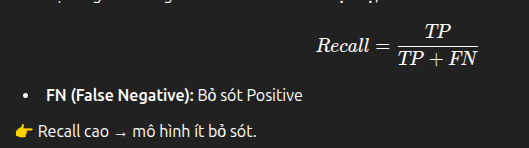 Recall = TP / (TP + FN)
• FN (False Negative): Bỏ sót Positive
👉 Recall cao → mô hình ít bỏ sót.